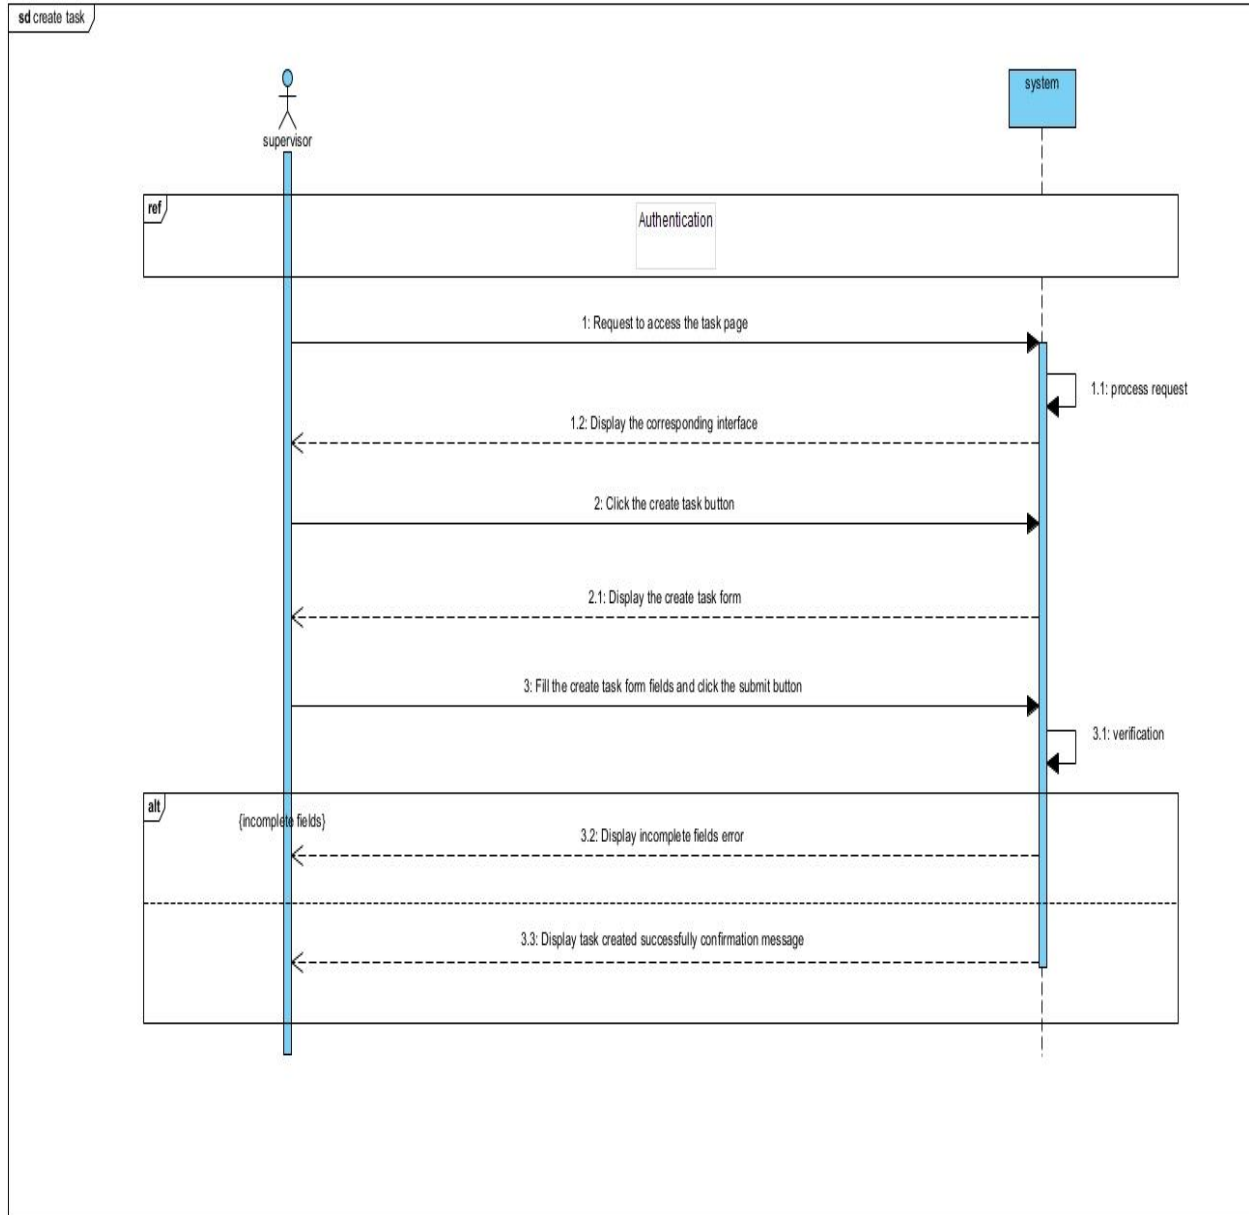 sd create task
supervisor
system
ref
Authentication
1: Request to access the task page
1.1: process request
1.2: Display the corresponding interface
2: Click the create task button
2.1: Display the create task form
3: Fill the create task form fields and click the submit button
3.1: verification
alt
{incomplete fields}
3.2: Display incomplete fields error
3.3: Display task created successfully confirmation message